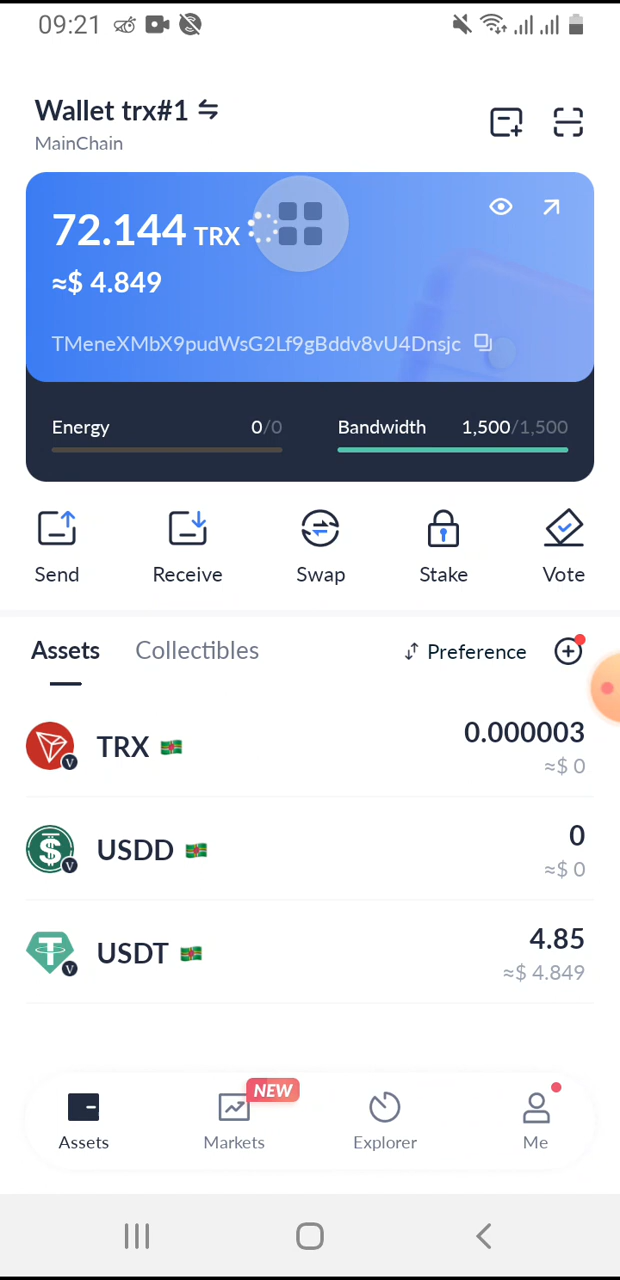 09:21
Wallet trx#1
MainChain
72.144 TRX
≈$ 4.849
TMeneXMbX9pudWsG2Lf9gBddv8vU4Dnsjc
Energy 0/0 Bandwidth 1,500/1,500
Send Receive Swap Stake Vote
Assets Collectibles Preference
TRX 0.000003
≈$ 0
USDD 0
≈$ 0
USDT 4.85
≈$ 4.849
NEW
Assets Markets Explorer Me